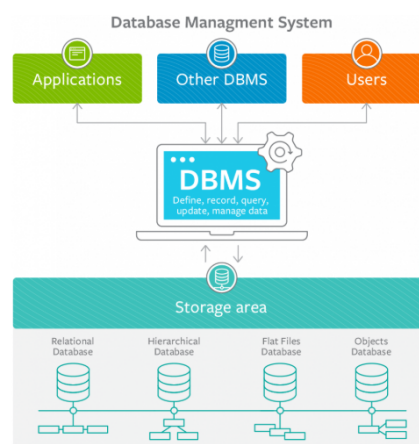 Database Managment System
Applications
Other DBMS
Users
DBMS
Define, record, query,
update, manage data
Storage area
Relational
Database
Hierarchical
Database
Flat Files
Database
Objects
Database